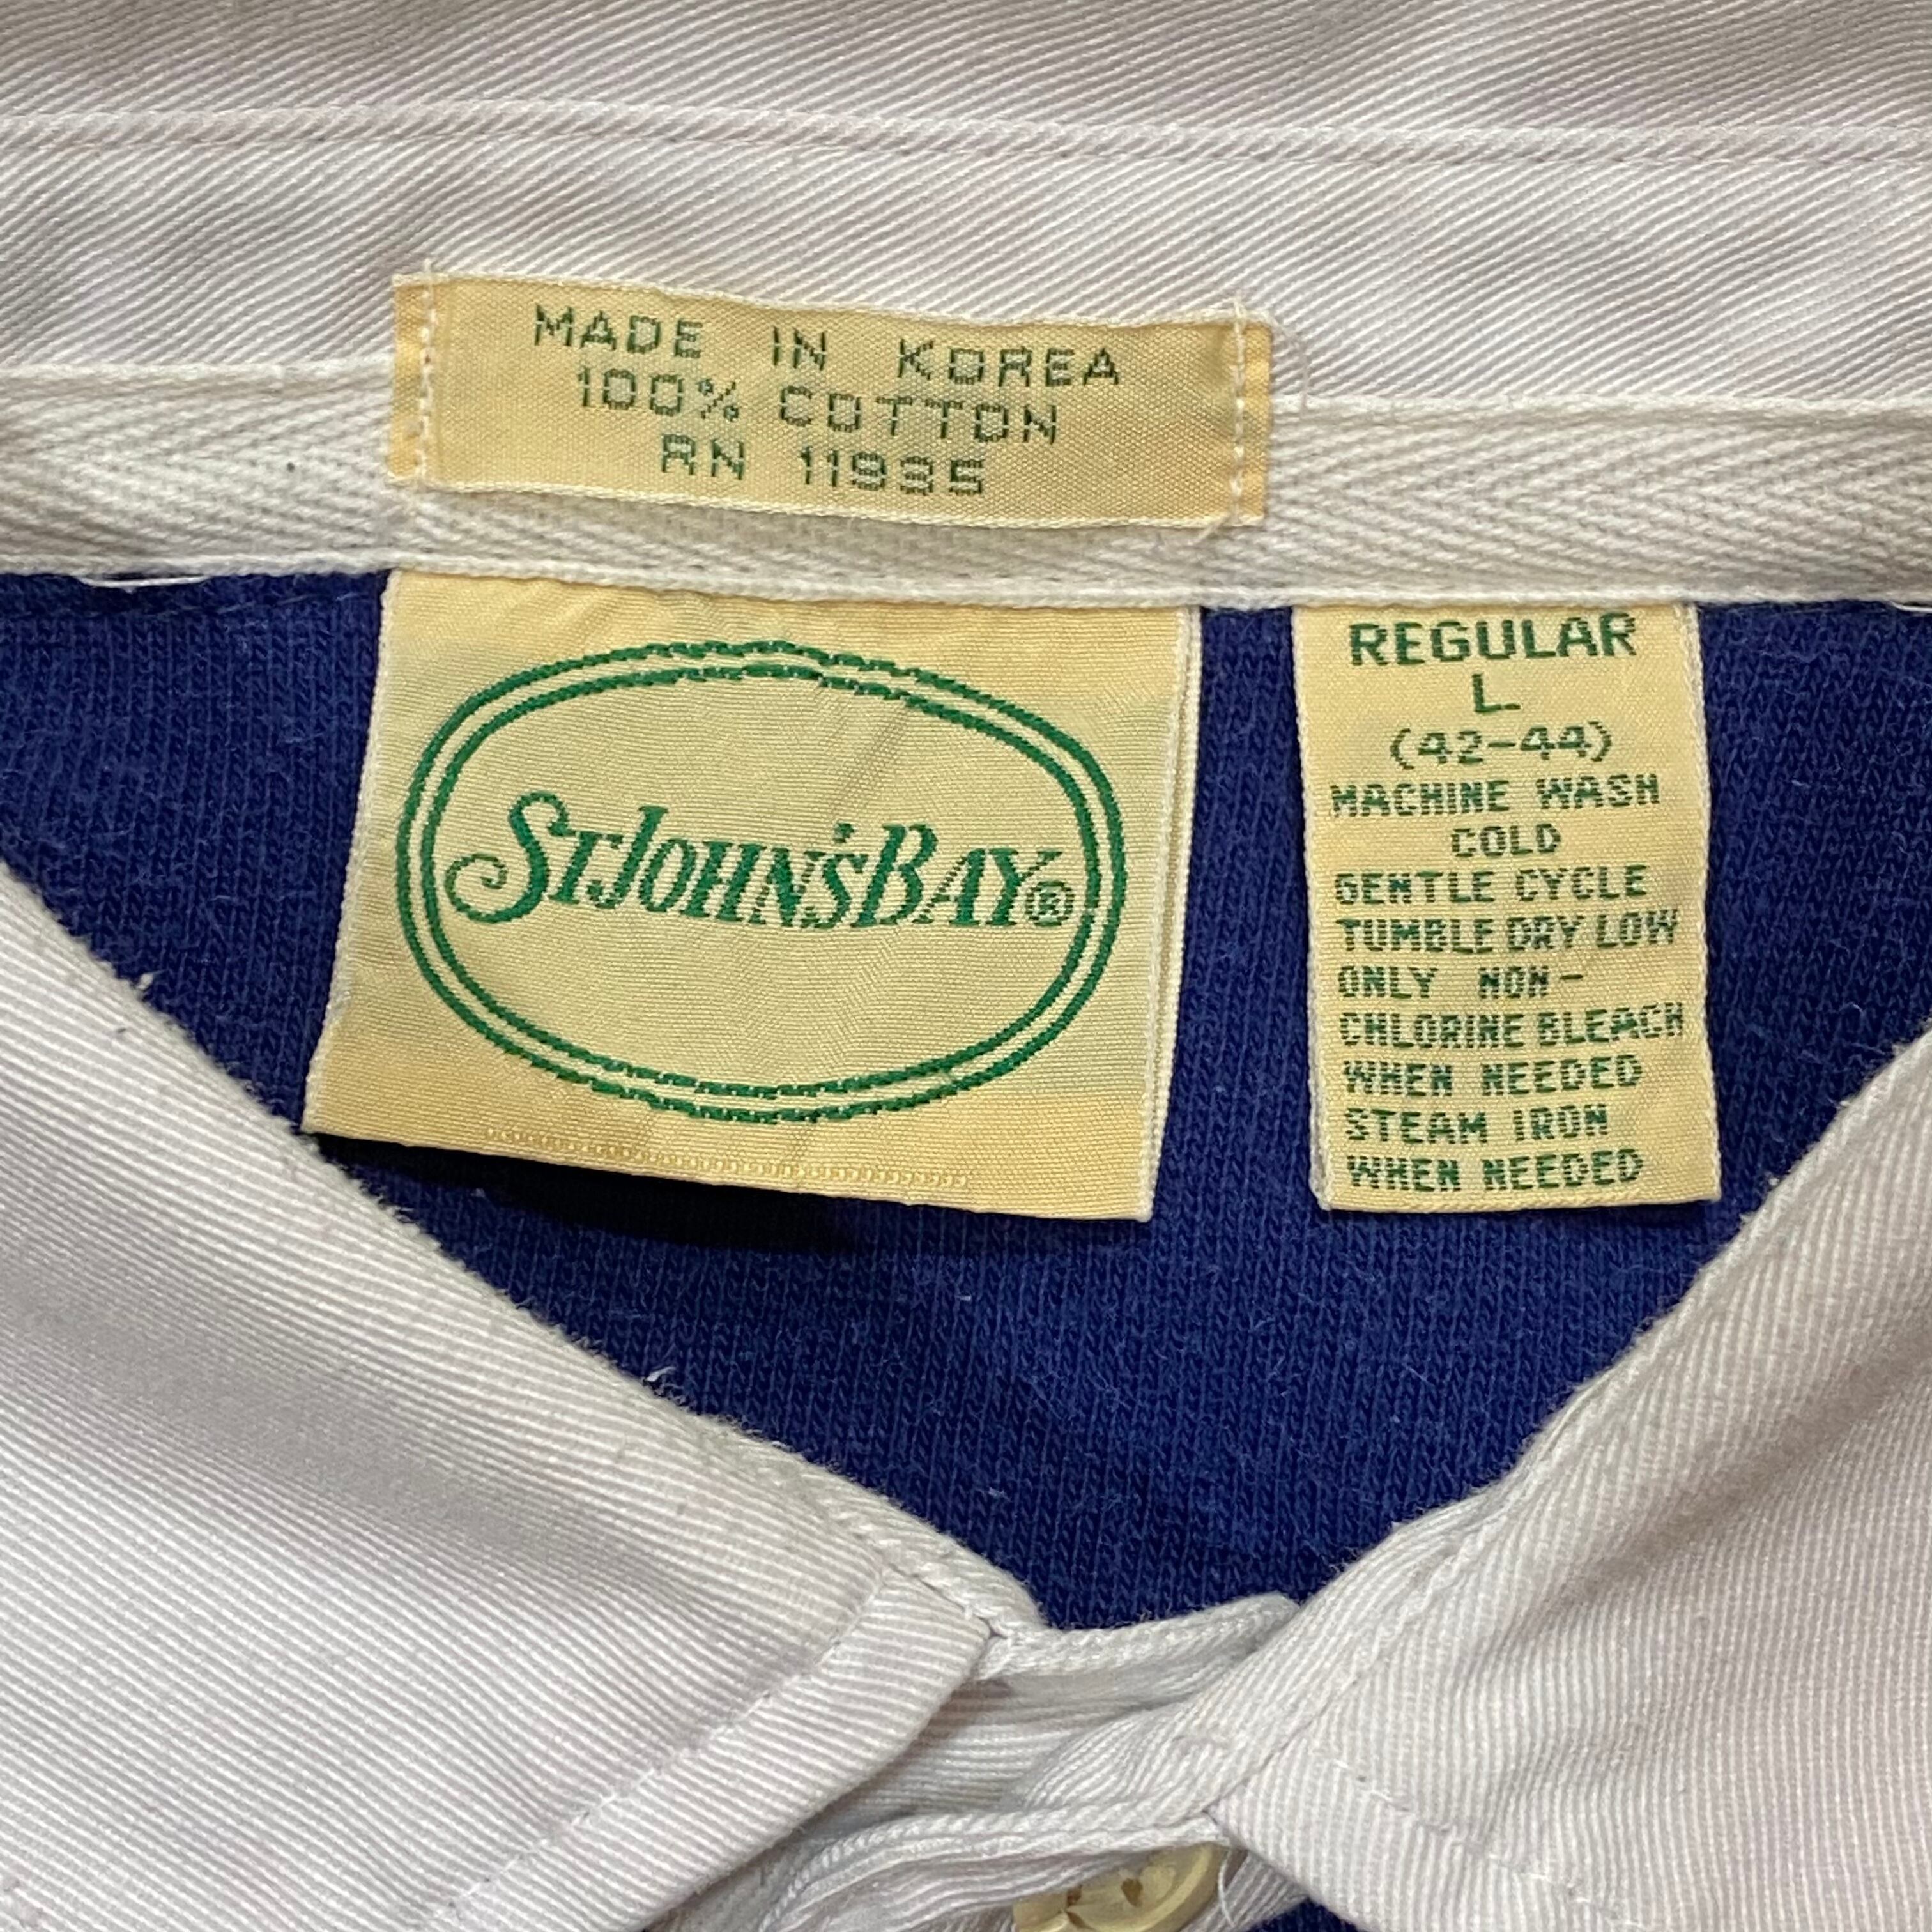 MADE IN KOREA
100% COTTON
RN 11935
ST JOHN'S BAY®
REGULAR
L
(42-44)
MACHINE WASH
COLD
GENTLE CYCLE
TUMBLE DRY LOW
ONLY NON-
CHLORINE BLEACH
WHEN NEEDED
STEAM IRON
WHEN NEEDED